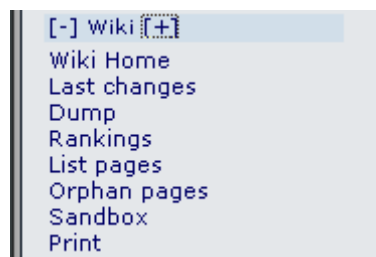 [-] Wiki [+]
Wiki Home
Last changes
Dump
Rankings
List pages
Orphan pages
Sandbox
Print